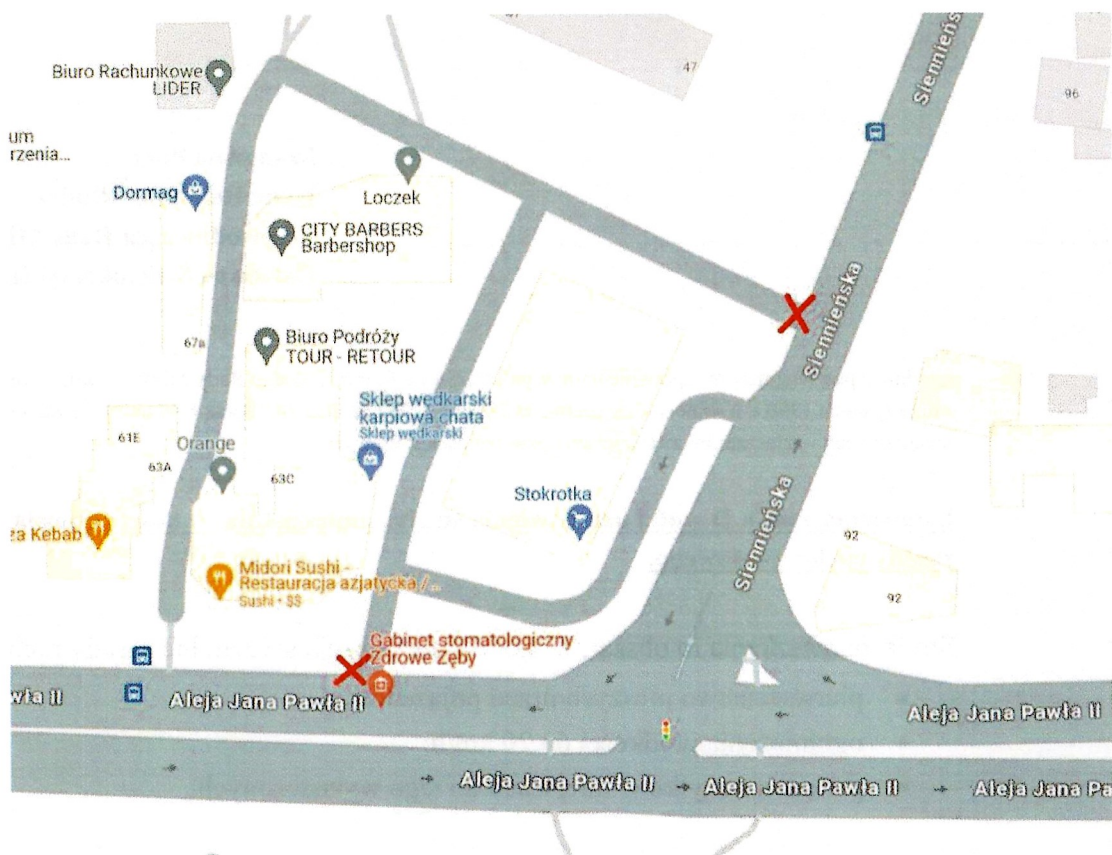 47
Siennieńska
Biuro Rachunkowe
LIDER
96
um
rzenia...
Dormag
Loczek
CITY BARBERS
Barbershop
Siennieńska
67a
Biuro Podróży
TOUR - RETOUR
Sklep wędkarski
karpiowa chata
Sklep wędkarski
61E
Orange
63A
63C
Stokrotka
za Kebab
Siennieńska
92
Midori Sushi -
Restauracja azjatycka /...
Sushi • $$
92
Gabinet stomatologiczny
Zdrowe Zęby
wła II
Aleja Jana Pawła II
Aleja Jana Pawła II
Aleja Jana Pawła II
Aleja Jana Pawła II
Aleja Jana Pa